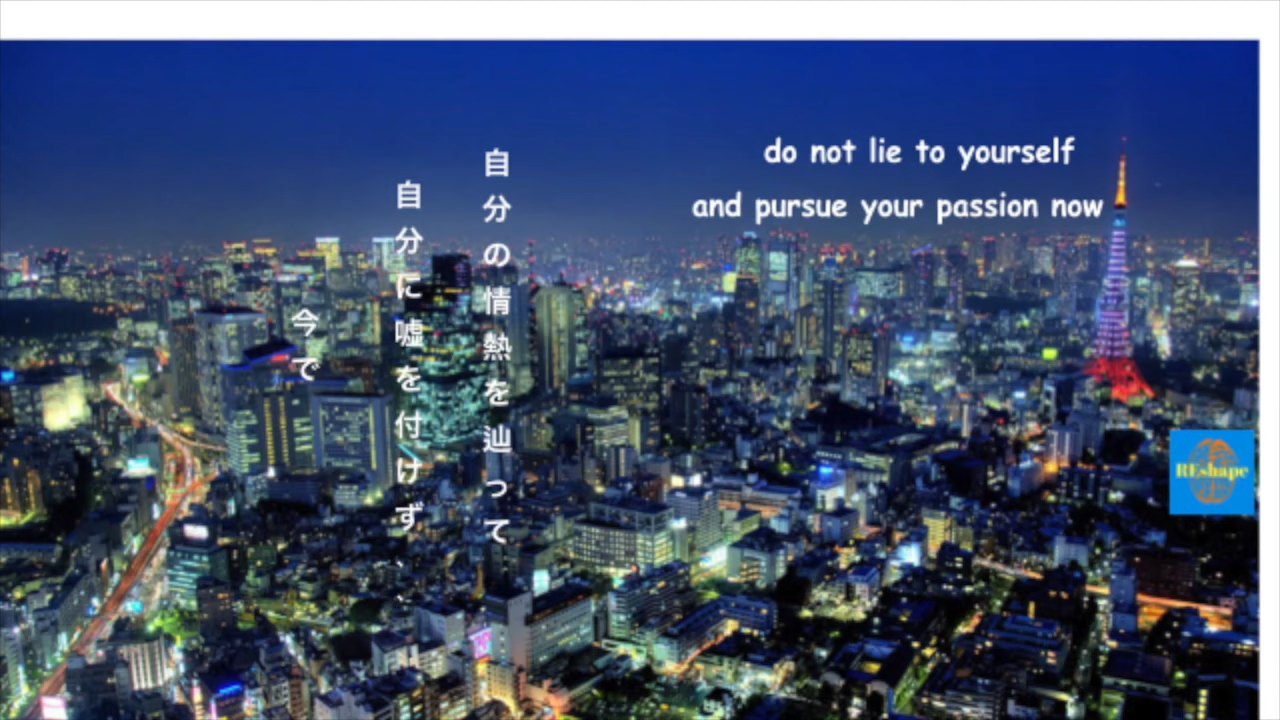 自分の情熱を辿って
自分に嘘を付けず、
今で
do not lie to yourself
and pursue your passion now
REshape